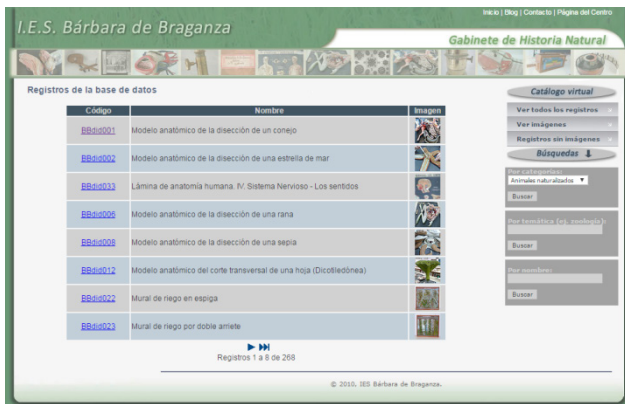 Inicio | Blog | Contacto | Página del Centro
I.E.S. Bárbara de Braganza
Gabinete de Historia Natural
Registros de la base de datos
Código Nombre Imagen
BBdid001 Modelo anatómico de la disección de un conejo
BBdid002 Modelo anatómico de la disección de una estrella de mar
BBdid033 Lámina de anatomía humana. IV. Sistema Nervioso - Los sentidos
BBdid006 Modelo anatómico de la disección de una rana
BBdid008 Modelo anatómico de la disección de una sepia
BBdid012 Modelo anatómico del corte transversal de una hoja (Dicotiledónea)
BBdid022 Mural de riego en espiga
BBdid023 Mural de riego por doble arriete
Registros 1 a 8 de 268
Catálogo virtual
Ver todos los registros
Ver imágenes
Registros sin imágenes
Búsquedas
Por categorías:
Animales naturalizados
Buscar
Por temática (ej. zoología):
Buscar
Por nombre:
Buscar
© 2010, IES Bárbara de Braganza.